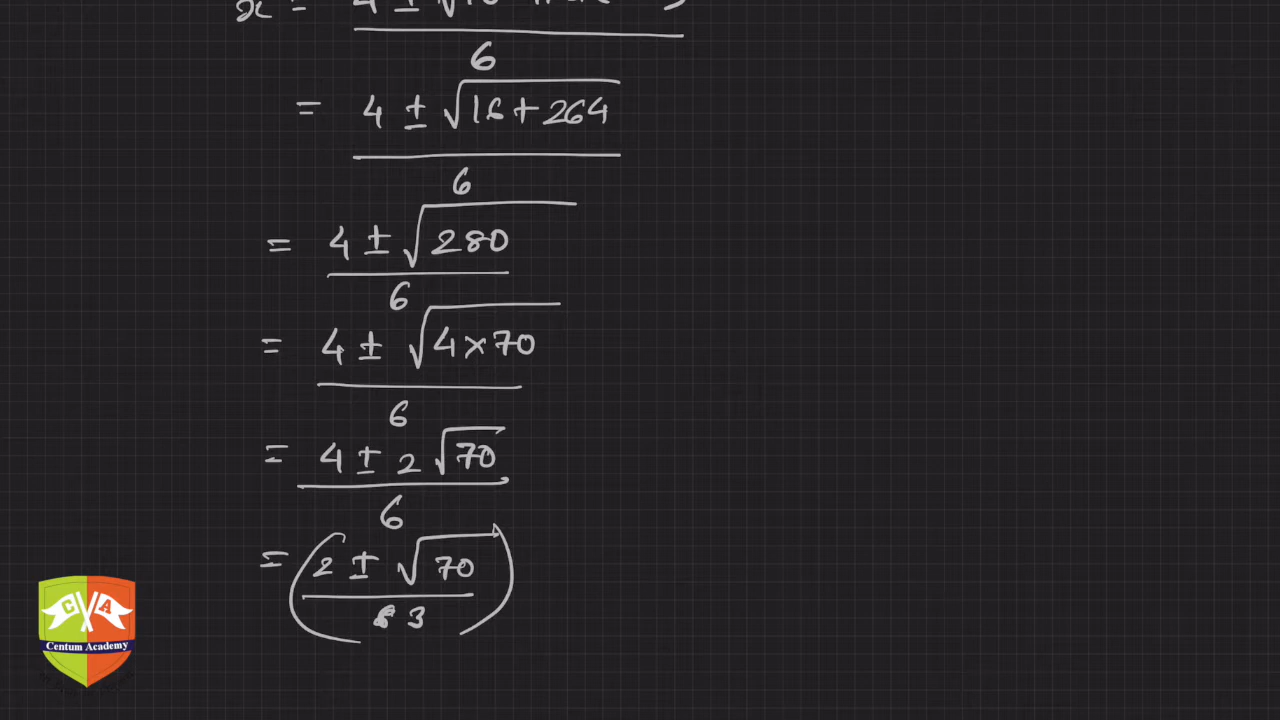 x =
6
= 4 ± √16+264
6
= 4 ± √280
6
= 4 ± √4×70
6
= 4 ± 2 √70
6
= (2 ± √70
3)
C A
Centum Academy